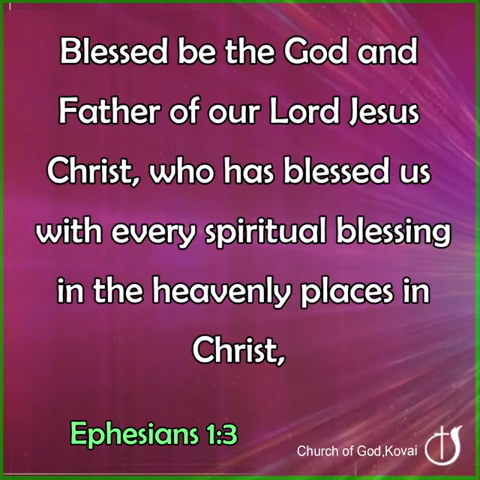 Blessed be the God and
Father of our Lord Jesus
Christ, who has blessed us
with every spiritual blessing
in the heavenly places in
Christ,
Ephesians 1:3
Church of God,Kovai